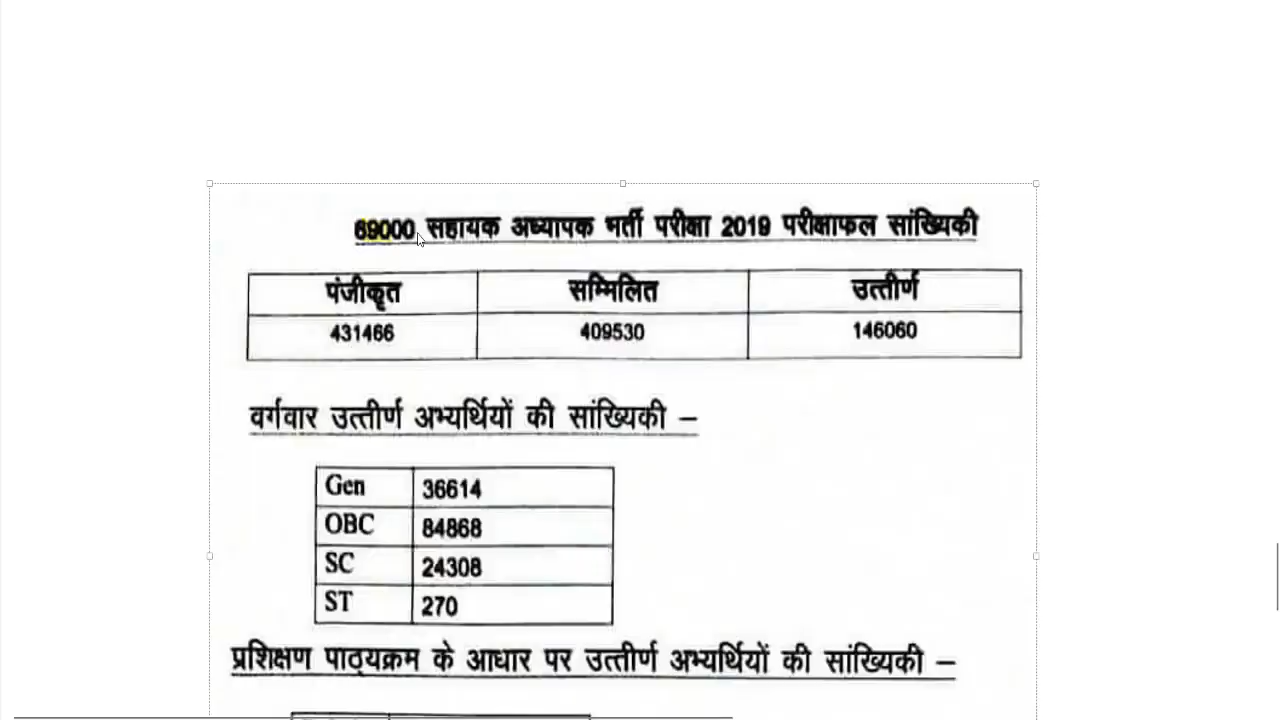 69000 सहायक अध्यापक भर्ती परीक्षा 2019 परीक्षाफल सांख्यिकी
पंजीकृत सम्मिलित उत्तीर्ण
431466 409530 146060
वर्गवार उत्तीर्ण अभ्यर्थियों की सांख्यिकी –
Gen 36614
OBC 84868
SC 24308
ST 270
प्रशिक्षण पाठ्यक्रम के आधार पर उत्तीर्ण अभ्यर्थियों की सांख्यिकी –